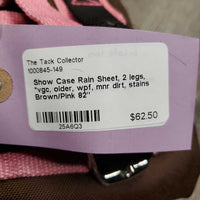 The Tack Collector
1000845-149
Show Case Rain Sheet, 2 legs,
"vgc, older, wpf, mnr dirt, stains
Brown/Pink 82"
$62.50
25A6Q3